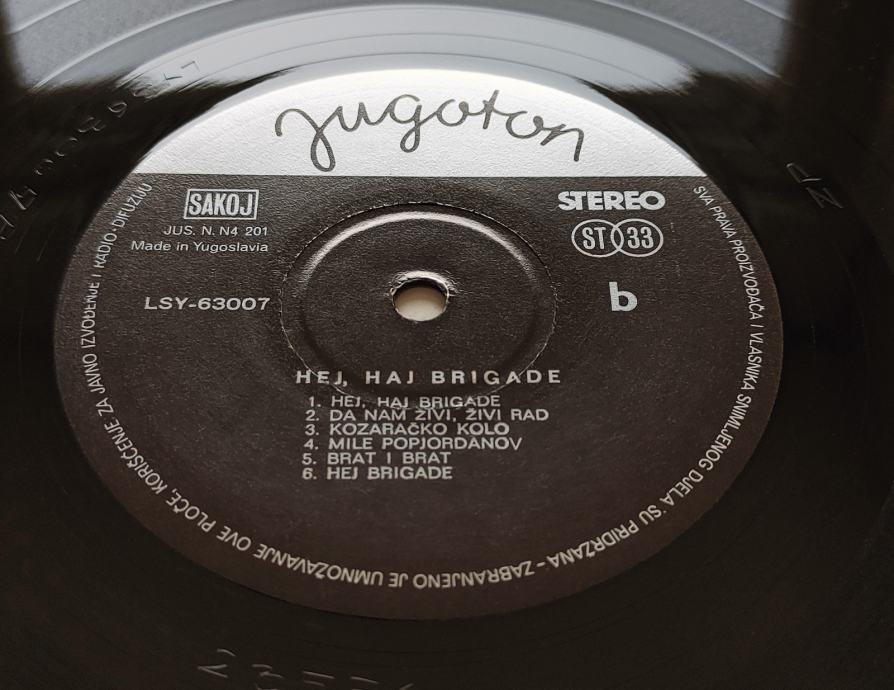 jugoton
SAKOJ
JUS. N. N4 201
Made in Yugoslavia
STEREO
ST 33
LSY-63007
b
HEJ, HAJ BRIGADE
1. HEJ, HAJ BRIGADE
2. DA NAM ŽIVI, ŽIVI RAD
3. KOZARAČKO KOLO
4. MILE POPJORDANOV
5. BRAT I BRAT
6. HEJ BRIGADE
SVA PRAVA PROIZVOĐAČA I VLASNIKA SNIMLJENOG DJELA SU PRIDRŽANA – ZABRANJENO JE UMNOŽAVANJE OVE PLOČE, KORIŠĆENJE ZA JAVNO IZVOĐENJE I RADIO-DIFUZIJU